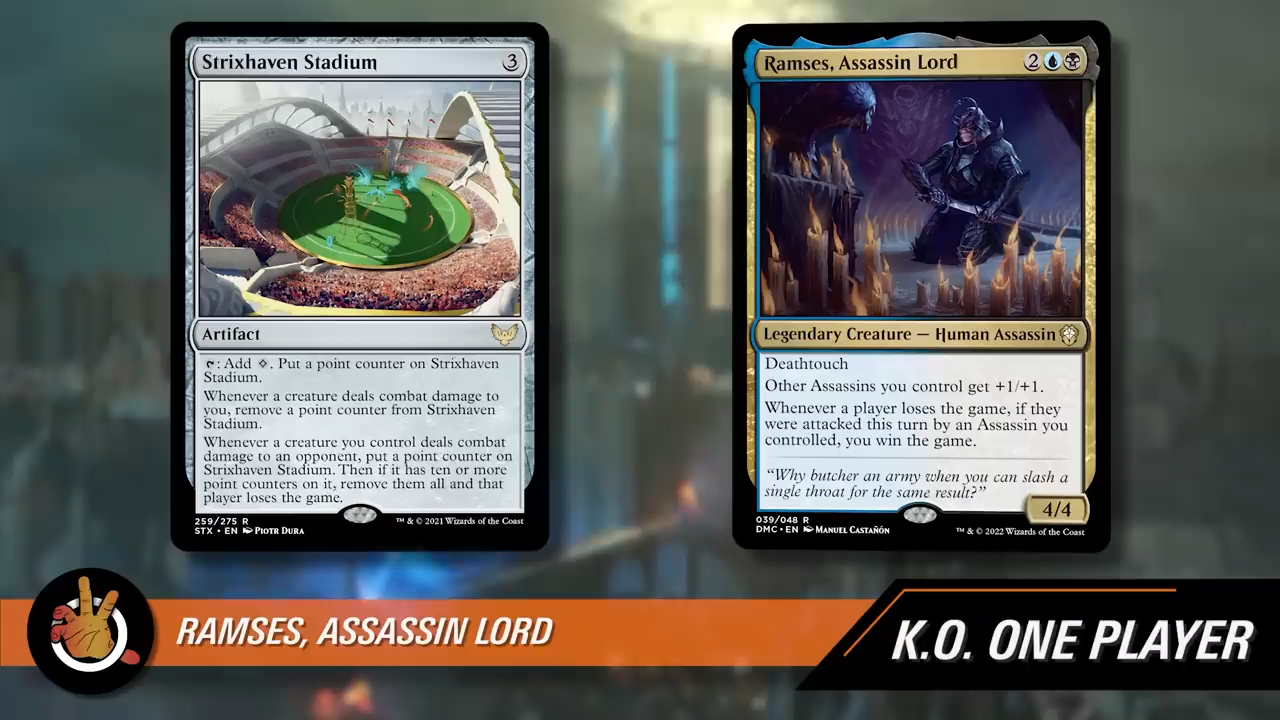 Strixhaven Stadium 3
Artifact
: Add . Put a point counter on Strixhaven
Stadium.
Whenever a creature deals combat damage to
you, remove a point counter from Strixhaven
Stadium.
Whenever a creature you control deals combat
damage to an opponent, put a point counter on
Strixhaven Stadium. Then if it has ten or more
point counters on it, remove them all and that
player loses the game.
259/275 R
STX • EN Piotr Dura
™ & © 2021 Wizards of the Coast
Ramses, Assassin Lord 2
Legendary Creature — Human Assassin
Deathtouch
Other Assassins you control get +1/+1.
Whenever a player loses the game, if they
were attacked this turn by an Assassin you
controlled, you win the game.
"Why butcher an army when you can slash a
single throat for the same result?"
4/4
039/048 R
DMC • EN Manuel Castañón
™ & © 2022 Wizards of the Coast
RAMSES, ASSASSIN LORD
K.O. ONE PLAYER